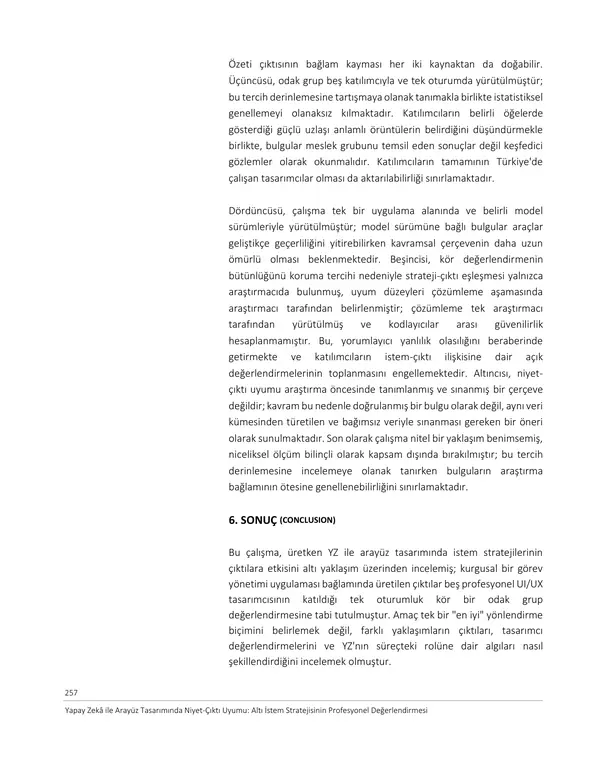 Özeti çıktısının bağlam kayması her iki kaynaktan da doğabilir.
Üçüncüsü, odak grup beş katılımcıyla ve tek oturumda yürütülmüştür;
bu tercih derinlemesine tartışmaya olanak tanımakla birlikte istatistiksel
genellemeyi olanaksız kılmaktadır. Katılımcıların belirli öğelerde
gösterdiği güçlü uzlaşı anlamlı örüntülerin belirdiğini düşündürmekle
birlikte, bulgular meslek grubunu temsil eden sonuçlar değil keşfedici
gözlemler olarak okunmalıdır. Katılımcıların tamamının Türkiye'de
çalışan tasarımcılar olması da aktarılabilirliği sınırlamaktadır.
Dördüncüsü, çalışma tek bir uygulama alanında ve belirli model
sürümleriyle yürütülmüştür; model sürümüne bağlı bulgular araçlar
geliştikçe geçerliliğini yitirebilirken kavramsal çerçevenin daha uzun
ömürlü olması beklenmektedir. Beşincisi, kör değerlendirmenin
bütünlüğünü koruma tercihi nedeniyle strateji-çıktı eşleşmesi yalnızca
araştırmacıda bulunmuş, uyum düzeyleri çözümleme aşamasında
araştırmacı tarafından belirlenmiştir; çözümleme tek araştırmacı
tarafından yürütülmüş ve kodlayıcılar arası güvenilirlik
hesaplanmamıştır. Bu, yorumlayıcı yanlılık olasılığını beraberinde
getirmekte ve katılımcıların istem-çıktı ilişkisine dair açık
değerlendirmelerinin toplanmasını engellemektedir. Altıncısı, niyet-
çıktı uyumu araştırma öncesinde tanımlanmış ve sınanmış bir çerçeve
değildir; kavram bu nedenle doğrulanmış bir bulgu olarak değil, aynı veri
kümesinden türetilen ve bağımsız veriyle sınanması gereken bir öneri
olarak sunulmaktadır. Son olarak çalışma nitel bir yaklaşım benimsemiş,
niceliksel ölçüm bilinçli olarak kapsam dışında bırakılmıştır; bu tercih
derinlemesine incelemeye olanak tanırken bulguların araştırma
bağlamının ötesine genellenebilirliğini sınırlamaktadır.
6. SONUÇ (CONCLUSION)
Bu çalışma, üretken YZ ile arayüz tasarımında istem stratejilerinin
çıktılara etkisini altı yaklaşım üzerinden incelemiş; kurgusal bir görev
yönetimi uygulaması bağlamında üretilen çıktılar beş profesyonel UI/UX
tasarımcısının katıldığı tek oturumluk kör bir odak grup
değerlendirmesine tabi tutulmuştur. Amaç tek bir "en iyi" yönlendirme
biçimini belirlemek değil, farklı yaklaşımların çıktıları, tasarımcı
değerlendirmelerini ve YZ'nın süreçteki rolüne dair algıları nasıl
şekillendirdiğini incelemek olmuştur.
257
Yapay Zekâ ile Arayüz Tasarımında Niyet-Çıktı Uyumu: Altı İstem Stratejisinin Profesyonel Değerlendirmesi